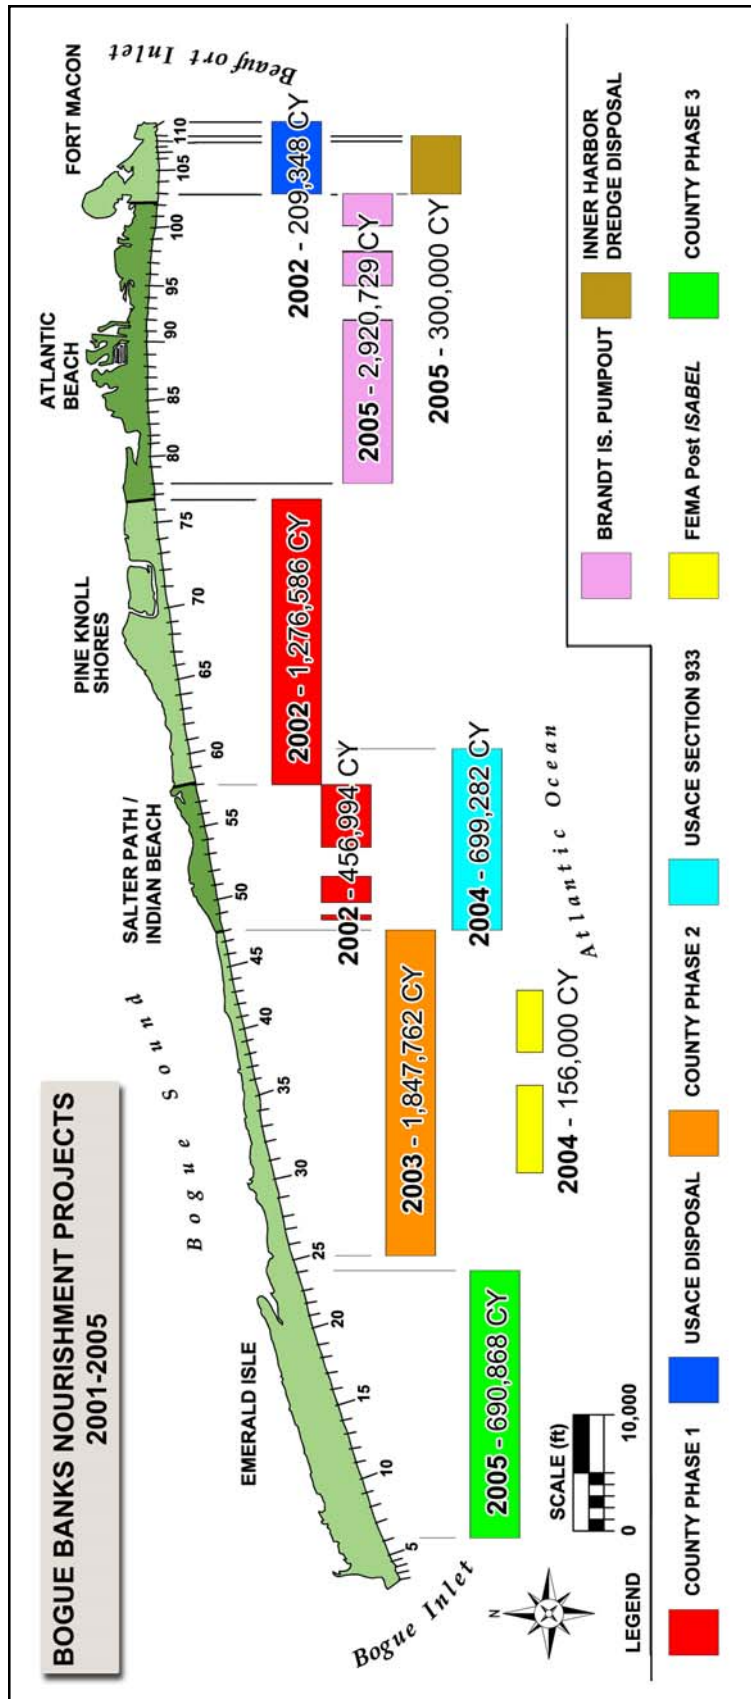 BOGUE BANKS NOURISHMENT PROJECTS
2001-2005
Bogue Sound
Beaufort Inlet
FORT MACON
ATLANTIC
BEACH
PINE KNOLL
SHORES
SALTER PATH /
INDIAN BEACH
EMERALD ISLE
5
10
15
20
25
30
35
40
45
50
55
60
65
70
75
80
85
90
95
100
105
110
Bogue Inlet
2002 - 209,348 CY
2002 - 1,276,586 CY
2002 - 456,994 CY
2005 - 2,920,729 CY
2003 - 1,847,762 CY
2005 - 300,000 CY
2004 - 699,282 CY
2005 - 690,868 CY
2004 - 156,000 CY
Atlantic Ocean
N
SCALE (ft)
0
10,000
LEGEND
COUNTY PHASE 1
USACE DISPOSAL
COUNTY PHASE 2
USACE SECTION 933
BRANDT IS. PUMPOUT
INNER HARBOR
DREDGE DISPOSAL
FEMA Post ISABEL
COUNTY PHASE 3